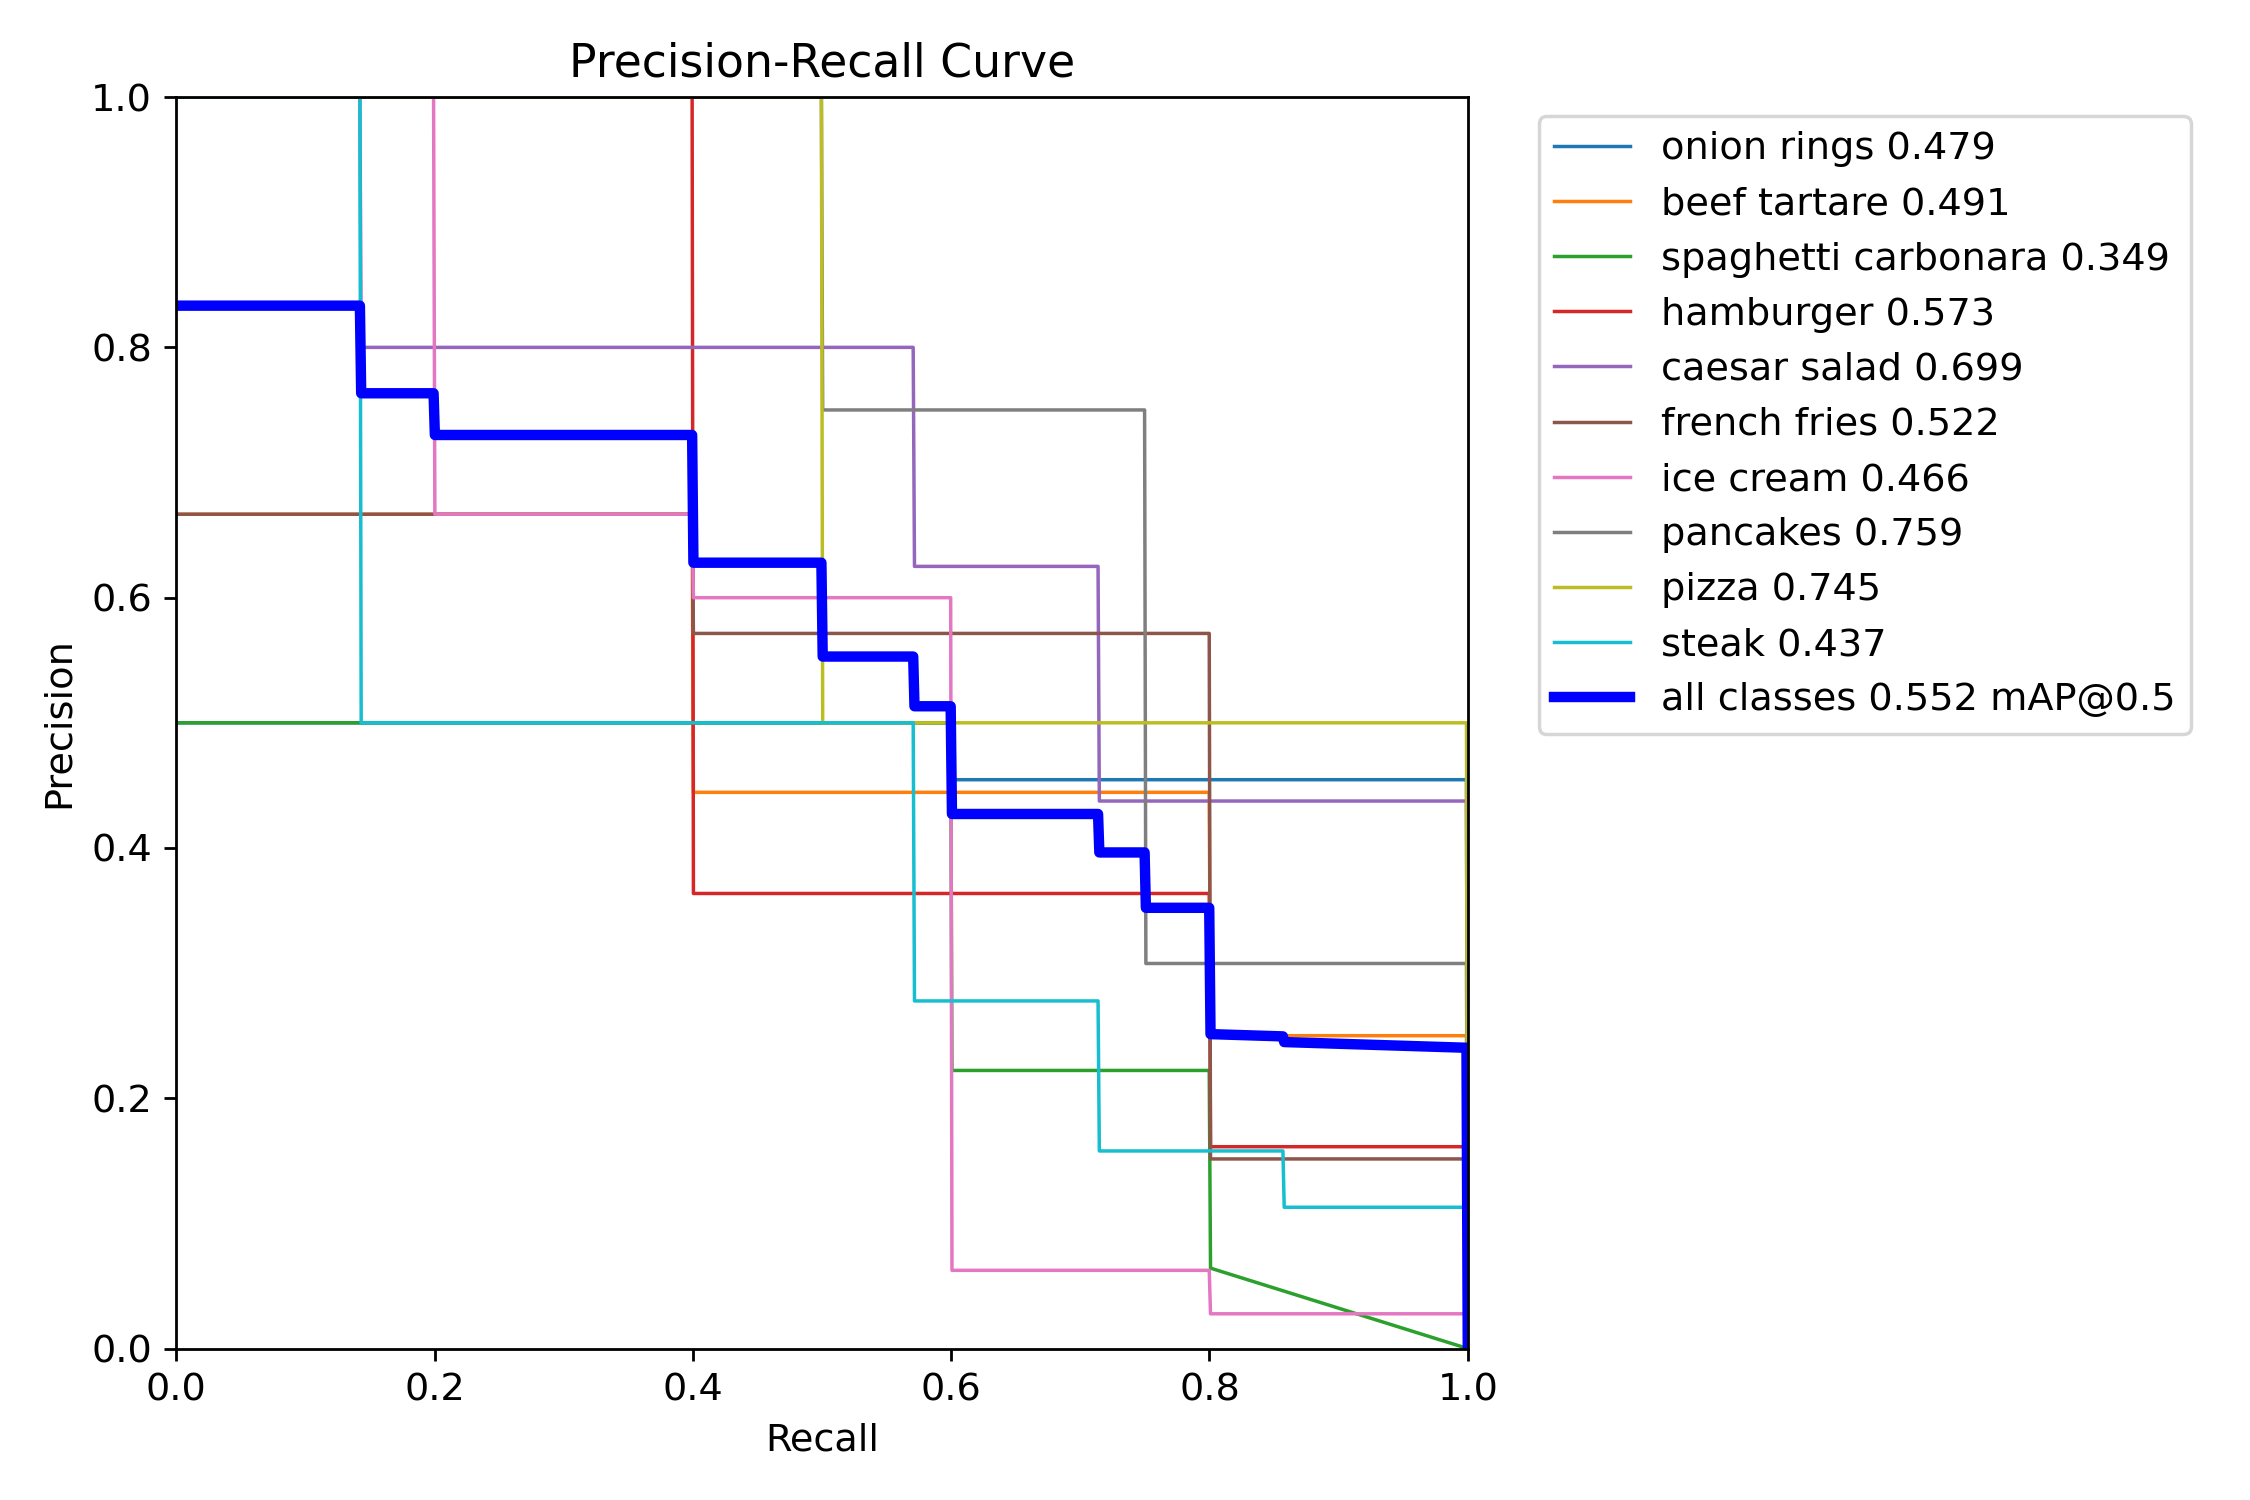 Precision-Recall Curve
1.0
0.8
0.6
0.4
0.2
0.0
Precision
0.0 0.2 0.4 0.6 0.8 1.0
Recall
onion rings 0.479
beef tartare 0.491
spaghetti carbonara 0.349
hamburger 0.573
caesar salad 0.699
french fries 0.522
ice cream 0.466
pancakes 0.759
pizza 0.745
steak 0.437
all classes 0.552 mAP@0.5